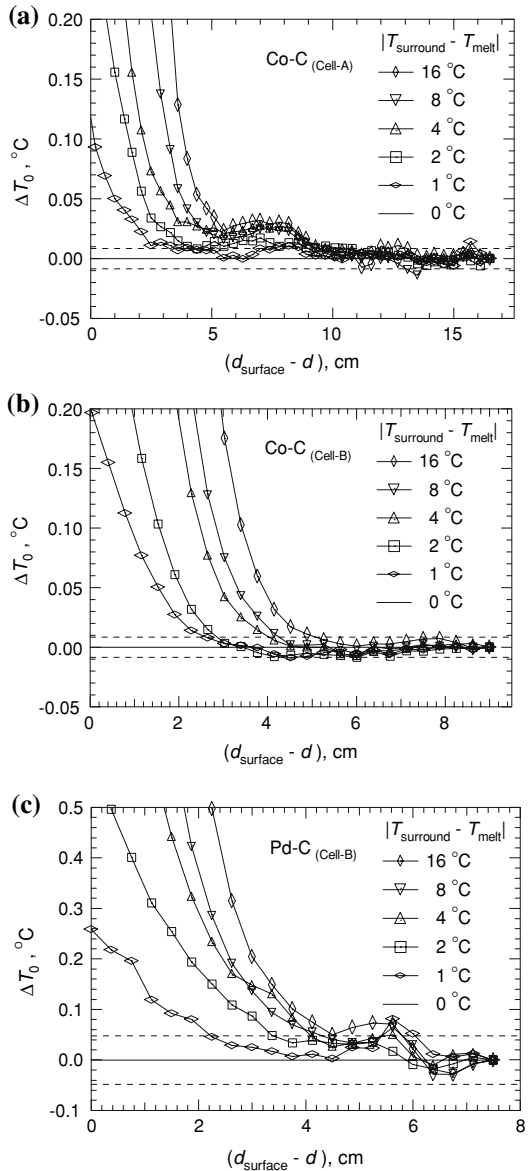 (a)
0.20
0.15
0.10
0.05
0.00
-0.05
ΔT0 , °C
Co-C (Cell-A)
|Tsurround - Tmelt|
16 °C
8 °C
4 °C
2 °C
1 °C
0 °C
0 5 10 15
(dsurface - d), cm
(b)
0.20
0.15
0.10
0.05
0.00
-0.05
ΔT0 , °C
Co-C (Cell-B)
|Tsurround - Tmelt|
16 °C
8 °C
4 °C
2 °C
1 °C
0 °C
0 2 4 6 8
(dsurface - d), cm
(c)
0.5
0.4
0.3
0.2
0.1
0.0
-0.1
ΔT0 , °C
Pd-C (Cell-B)
|Tsurround - Tmelt|
16 °C
8 °C
4 °C
2 °C
1 °C
0 °C
0 2 4 6 8
(dsurface - d), cm